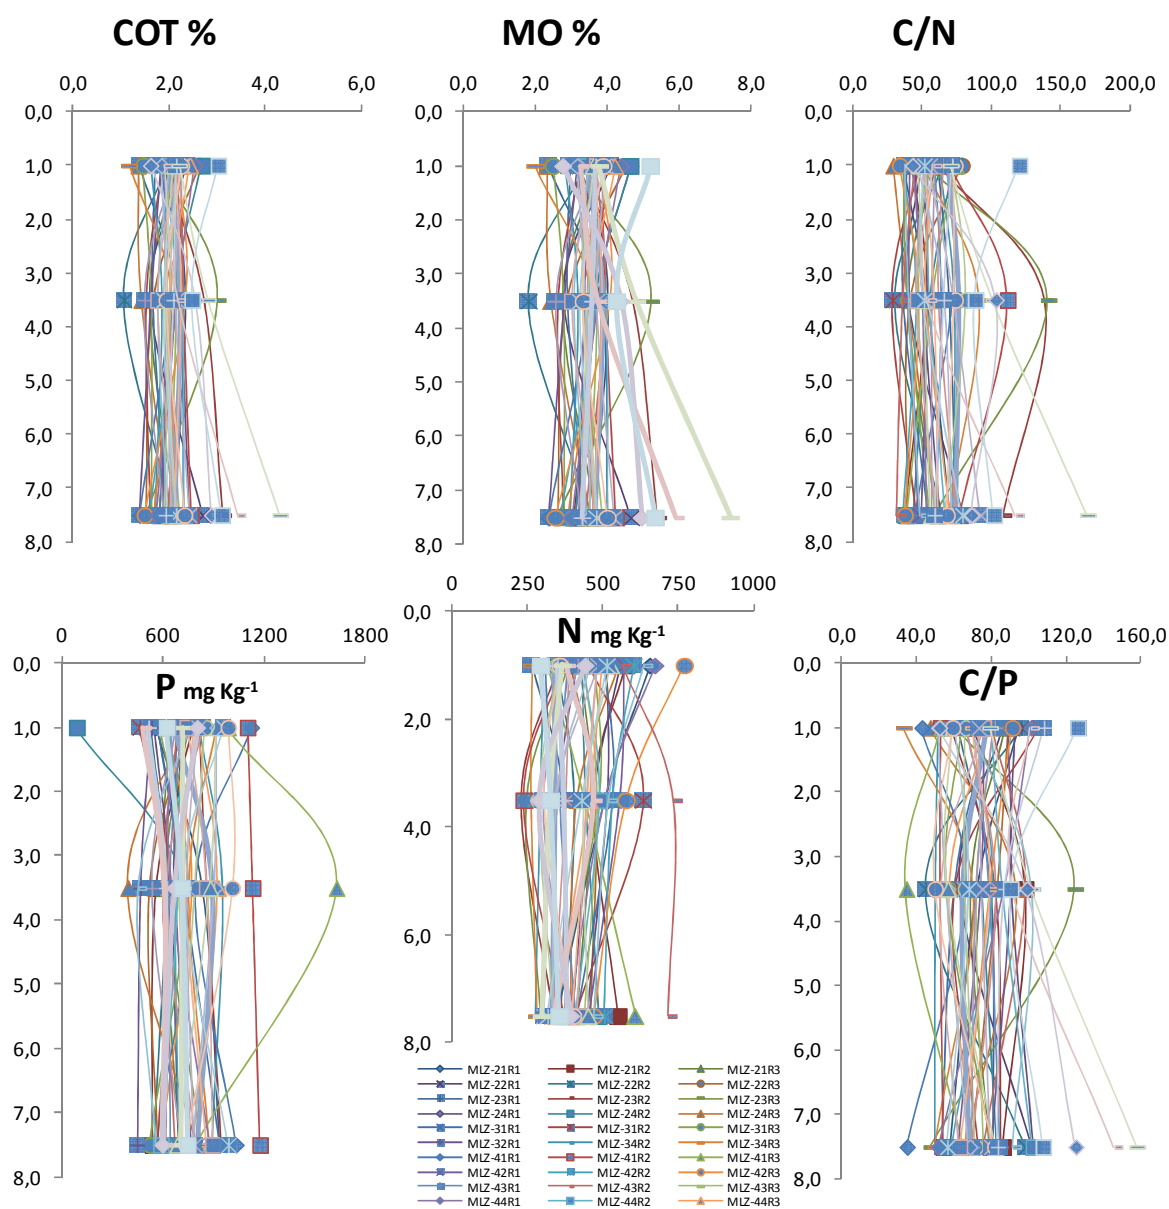 COT % MO % C/N
0,0 2,0 4,0 6,0 0,0 2,0 4,0 6,0 8,0 0,0 50,0 100,0 150,0 200,0
0,0 0,0 0,0
1,0 1,0 1,0
2,0 2,0 2,0
3,0 3,0 3,0
4,0 4,0 4,0
5,0 5,0 5,0
6,0 6,0 6,0
7,0 7,0 7,0
8,0 8,0 8,0
0 250 500 750 1000
0,0
N mg Kg-1
2,0
4,0
6,0
8,0
0 600 1200 1800
0,0
P mg Kg-1
1,0
2,0
3,0
4,0
5,0
6,0
7,0
8,0
0,0 40,0 80,0 120,0 160,0
0,0
C/P
1,0
2,0
3,0
4,0
5,0
6,0
7,0
8,0
MLZ-21R1 MLZ-21R2 MLZ-21R3
MLZ-22R1 MLZ-22R2 MLZ-22R3
MLZ-23R1 MLZ-23R2 MLZ-23R3
MLZ-24R1 MLZ-24R2 MLZ-24R3
MLZ-31R1 MLZ-31R2 MLZ-31R3
MLZ-32R1 MLZ-34R2 MLZ-34R3
MLZ-41R1 MLZ-41R2 MLZ-41R3
MLZ-42R1 MLZ-42R2 MLZ-42R3
MLZ-43R1 MLZ-43R2 MLZ-43R3
MLZ-44R1 MLZ-44R2 MLZ-44R3